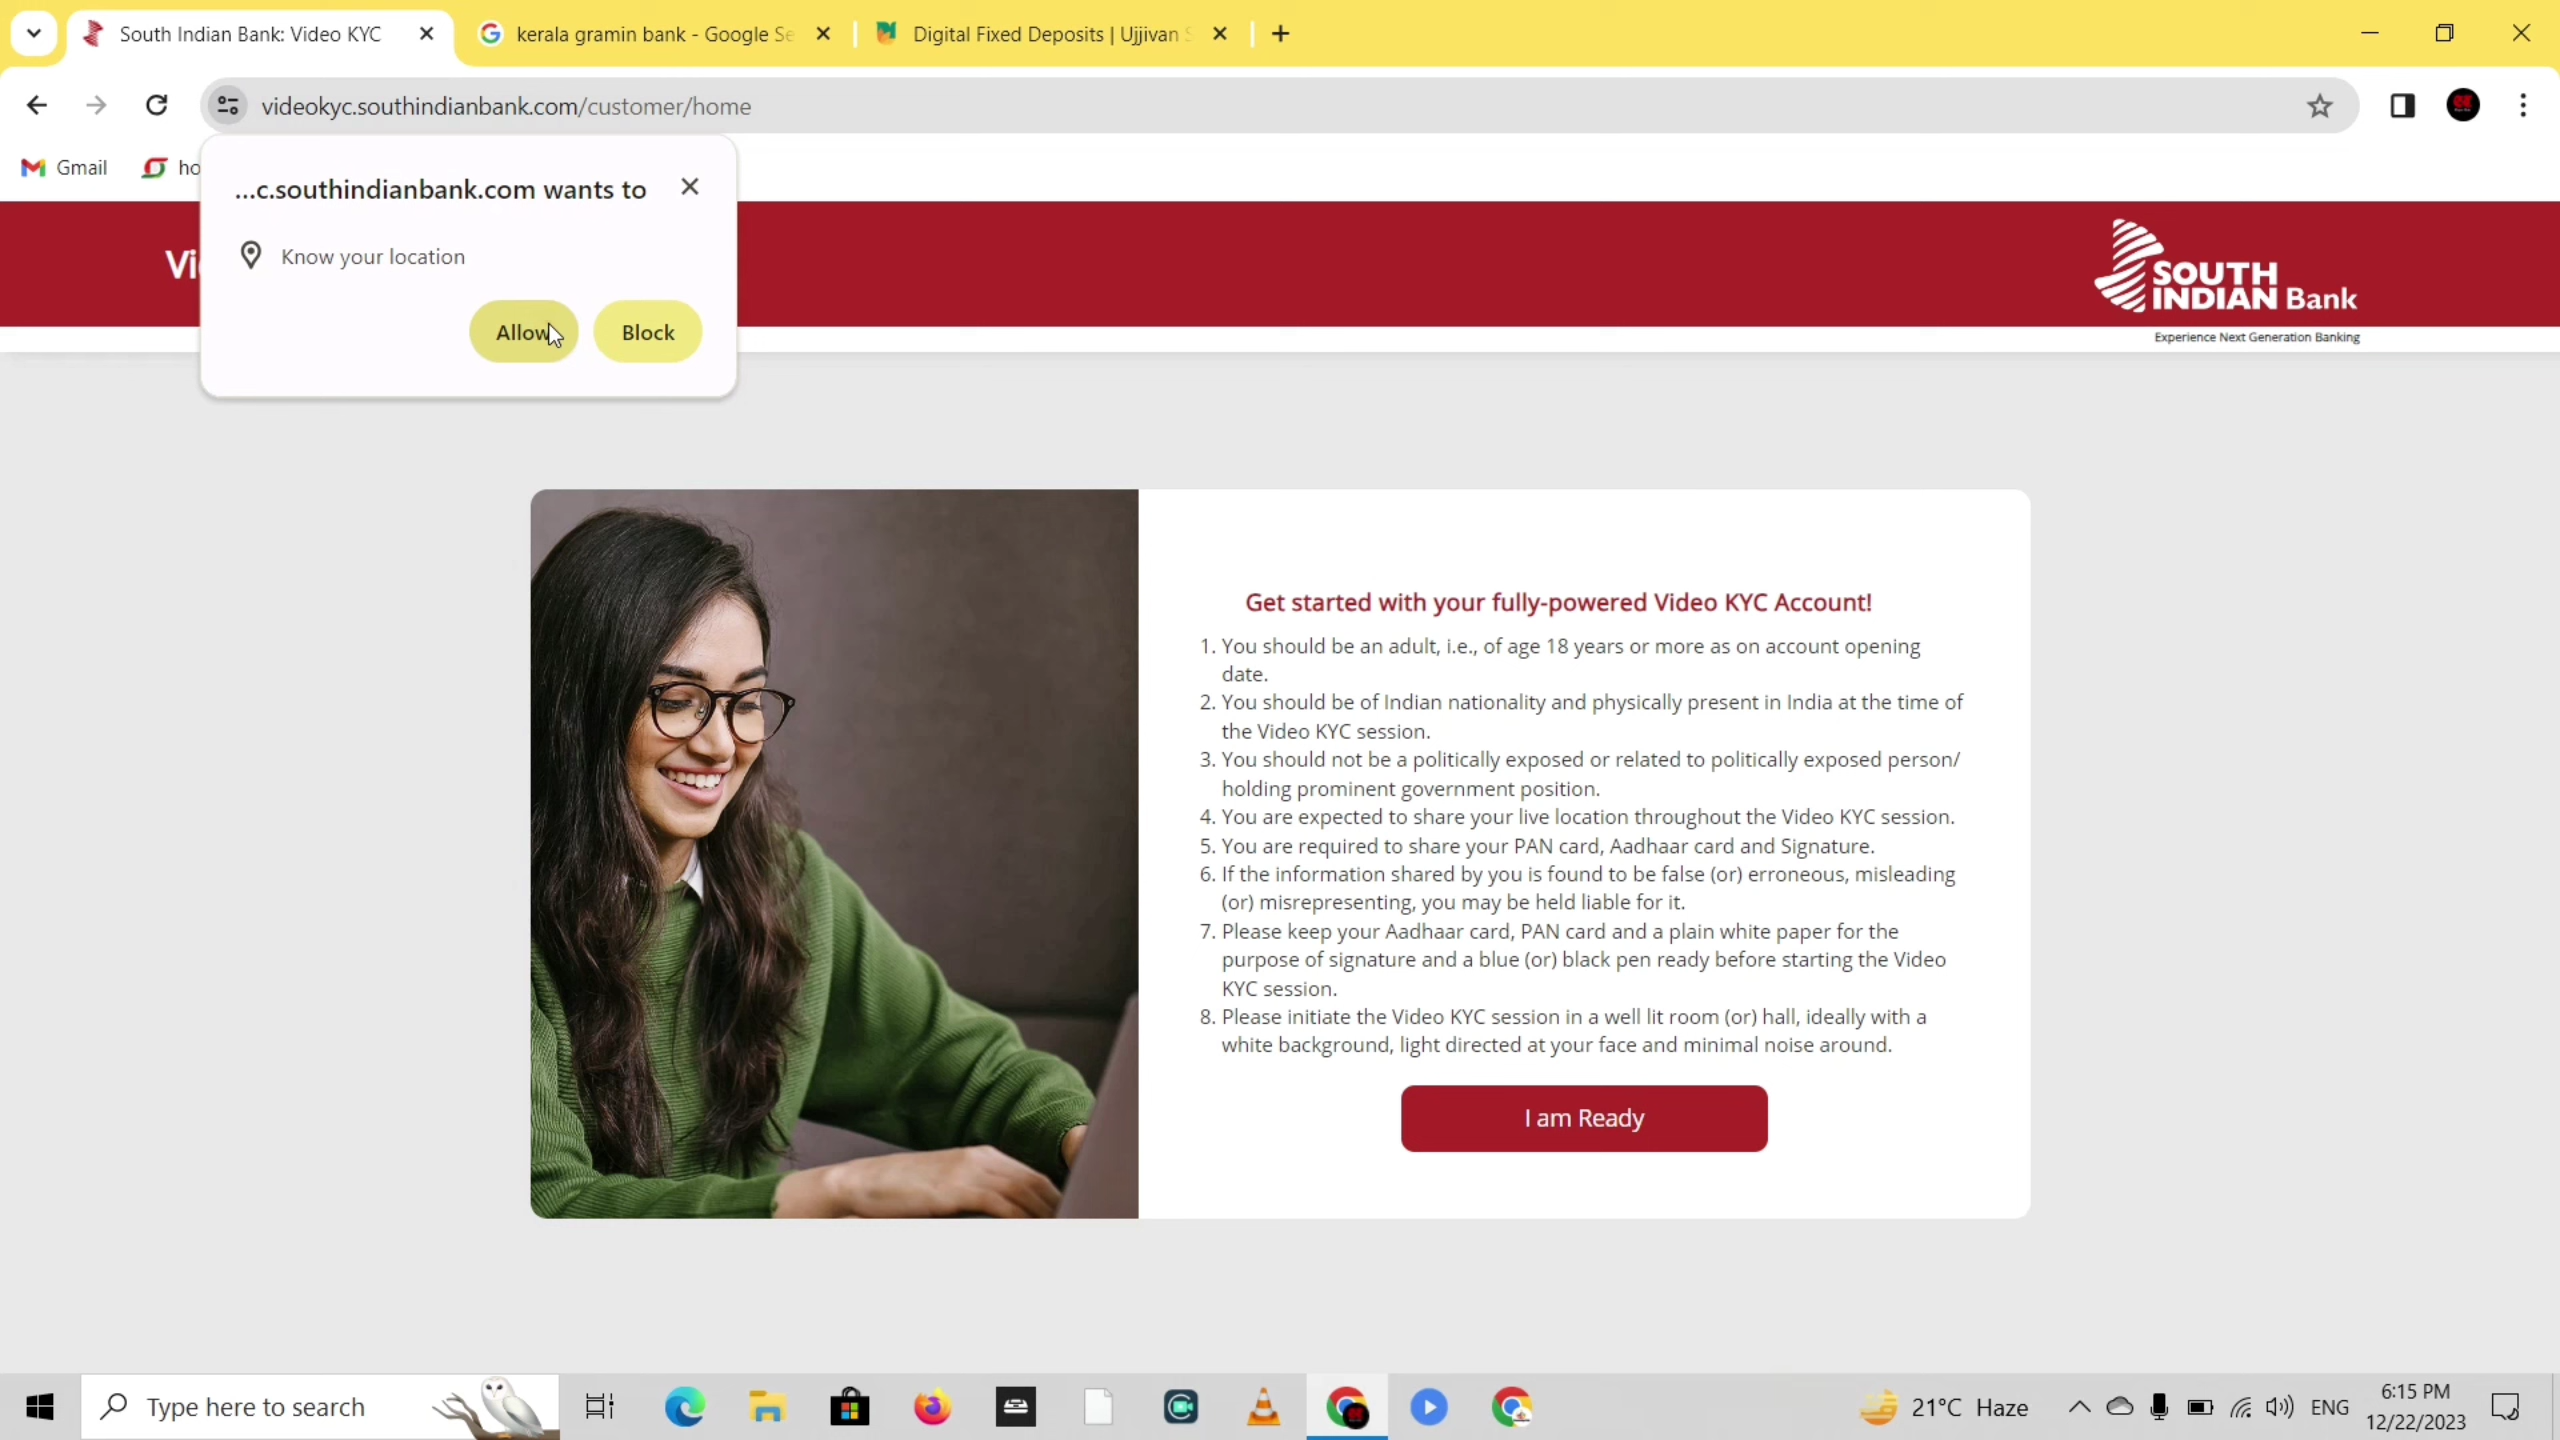 South Indian Bank: Video KYC
kerala gramin bank - Google Se
Digital Fixed Deposits | Ujjivan S
videokyc.southindianbank.com/customer/home
Gmail
ho
...c.southindianbank.com wants to
Know your location
Allow
Block
Vi
SOUTH
INDIAN Bank
Experience Next Generation Banking
Get started with your fully-powered Video KYC Account!
1. You should be an adult, i.e., of age 18 years or more as on account opening
date.
2. You should be of Indian nationality and physically present in India at the time of
the Video KYC session.
3. You should not be a politically exposed or related to politically exposed person/
holding prominent government position.
4. You are expected to share your live location throughout the Video KYC session.
5. You are required to share your PAN card, Aadhaar card and Signature.
6. If the information shared by you is found to be false (or) erroneous, misleading
(or) misrepresenting, you may be held liable for it.
7. Please keep your Aadhaar card, PAN card and a plain white paper for the
purpose of signature and a blue (or) black pen ready before starting the Video
KYC session.
8. Please initiate the Video KYC session in a well lit room (or) hall, ideally with a
white background, light directed at your face and minimal noise around.
I am Ready
Type here to search
21°C Haze
ENG
6:15 PM
12/22/2023